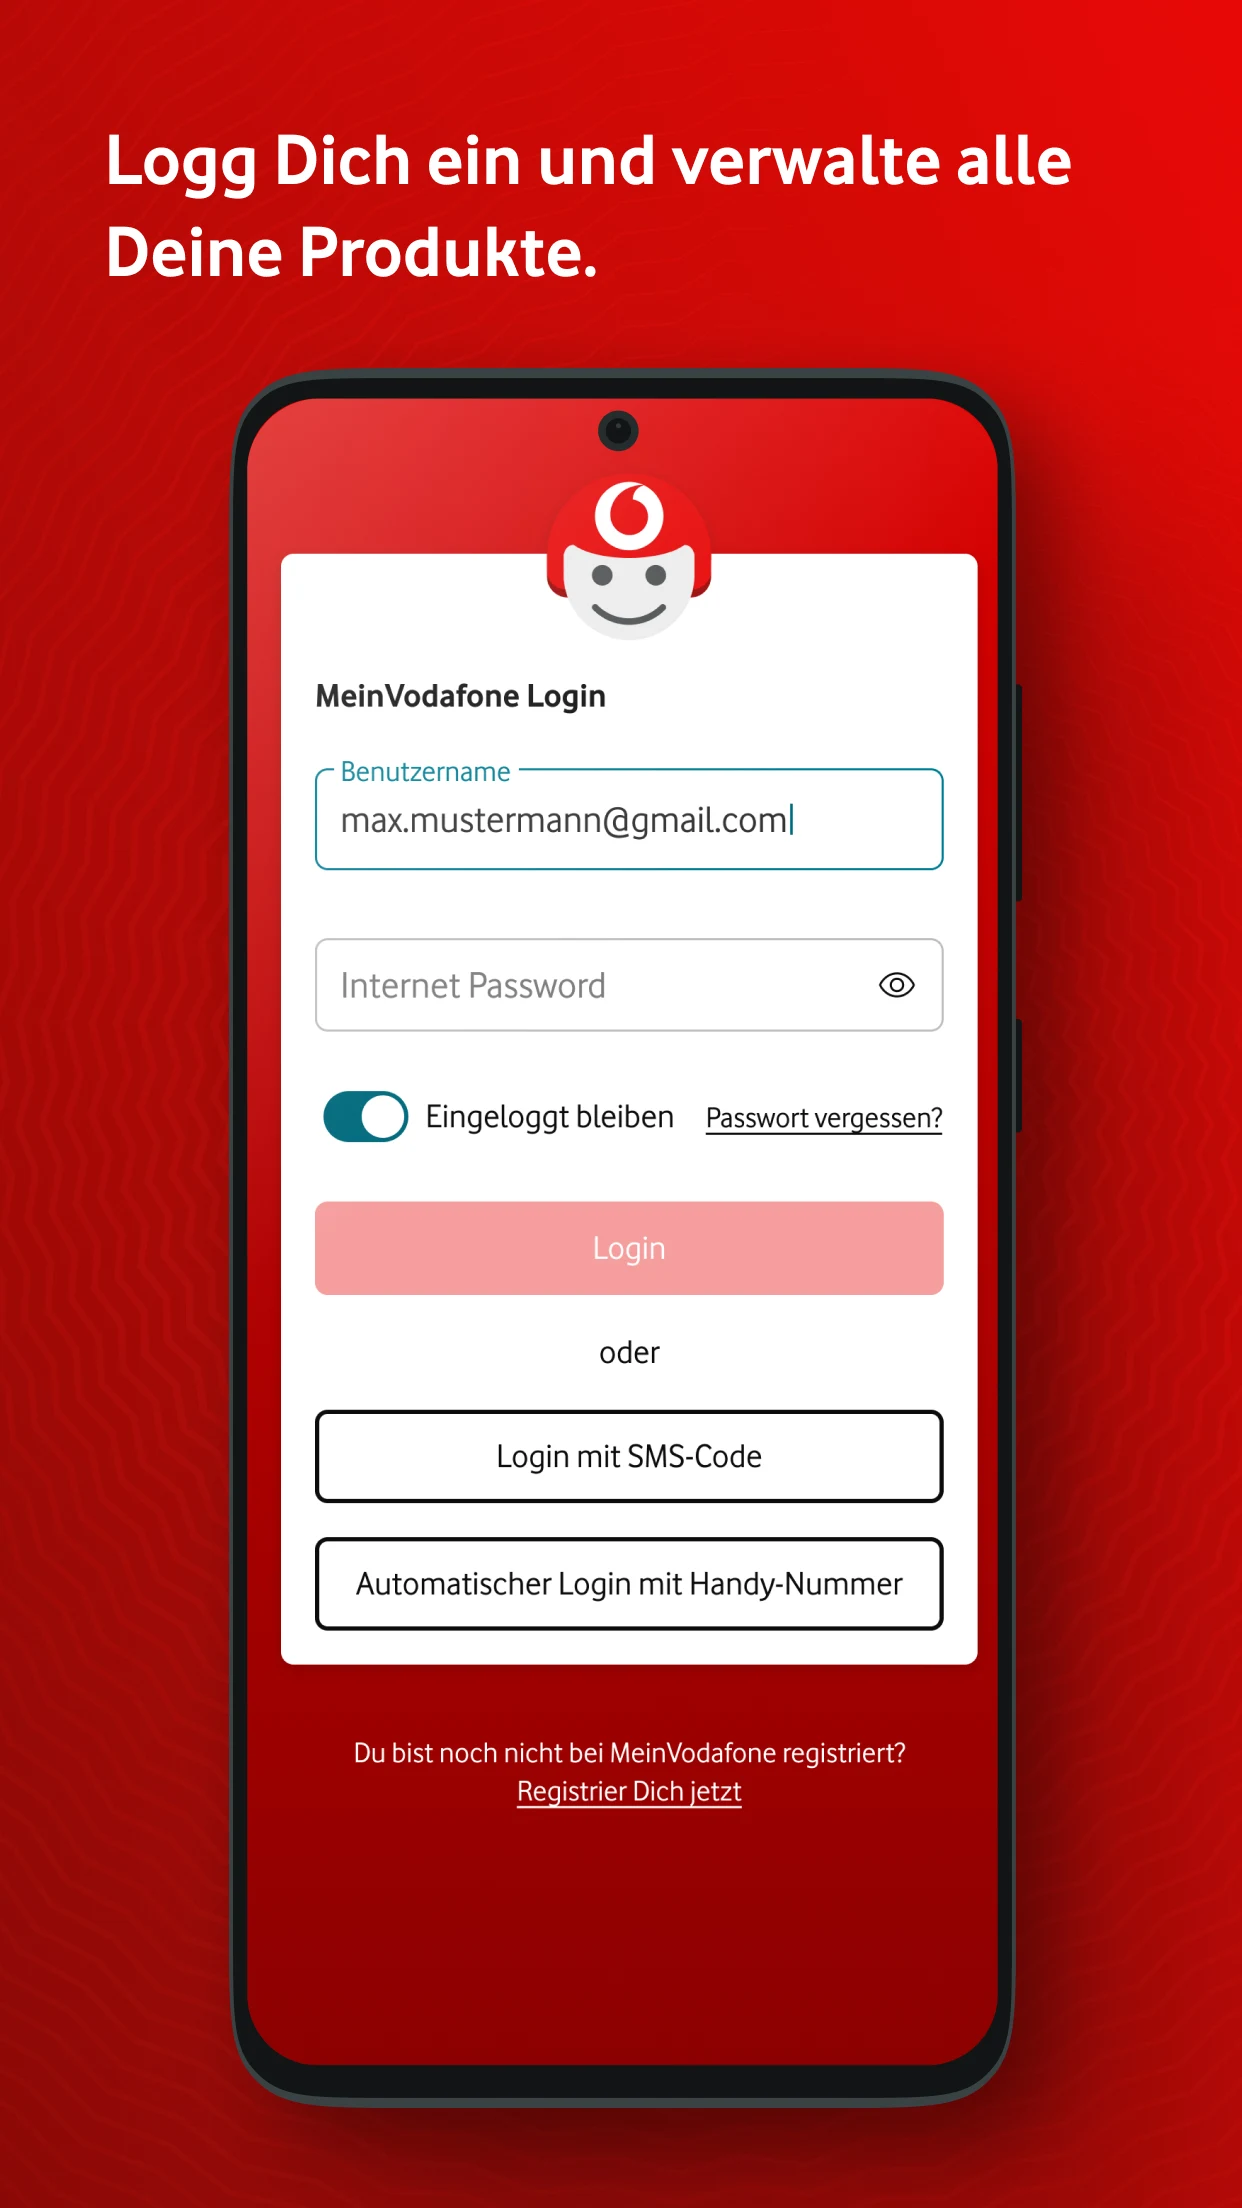 Logg Dich ein und verwalte alle
Deine Produkte.
MeinVodafone Login
Benutzername
max.mustermann@gmail.com
Internet Password
Eingeloggt bleiben
Passwort vergessen?
Login
oder
Login mit SMS-Code
Automatischer Login mit Handy-Nummer
Du bist noch nicht bei MeinVodafone registriert?
Registrier Dich jetzt